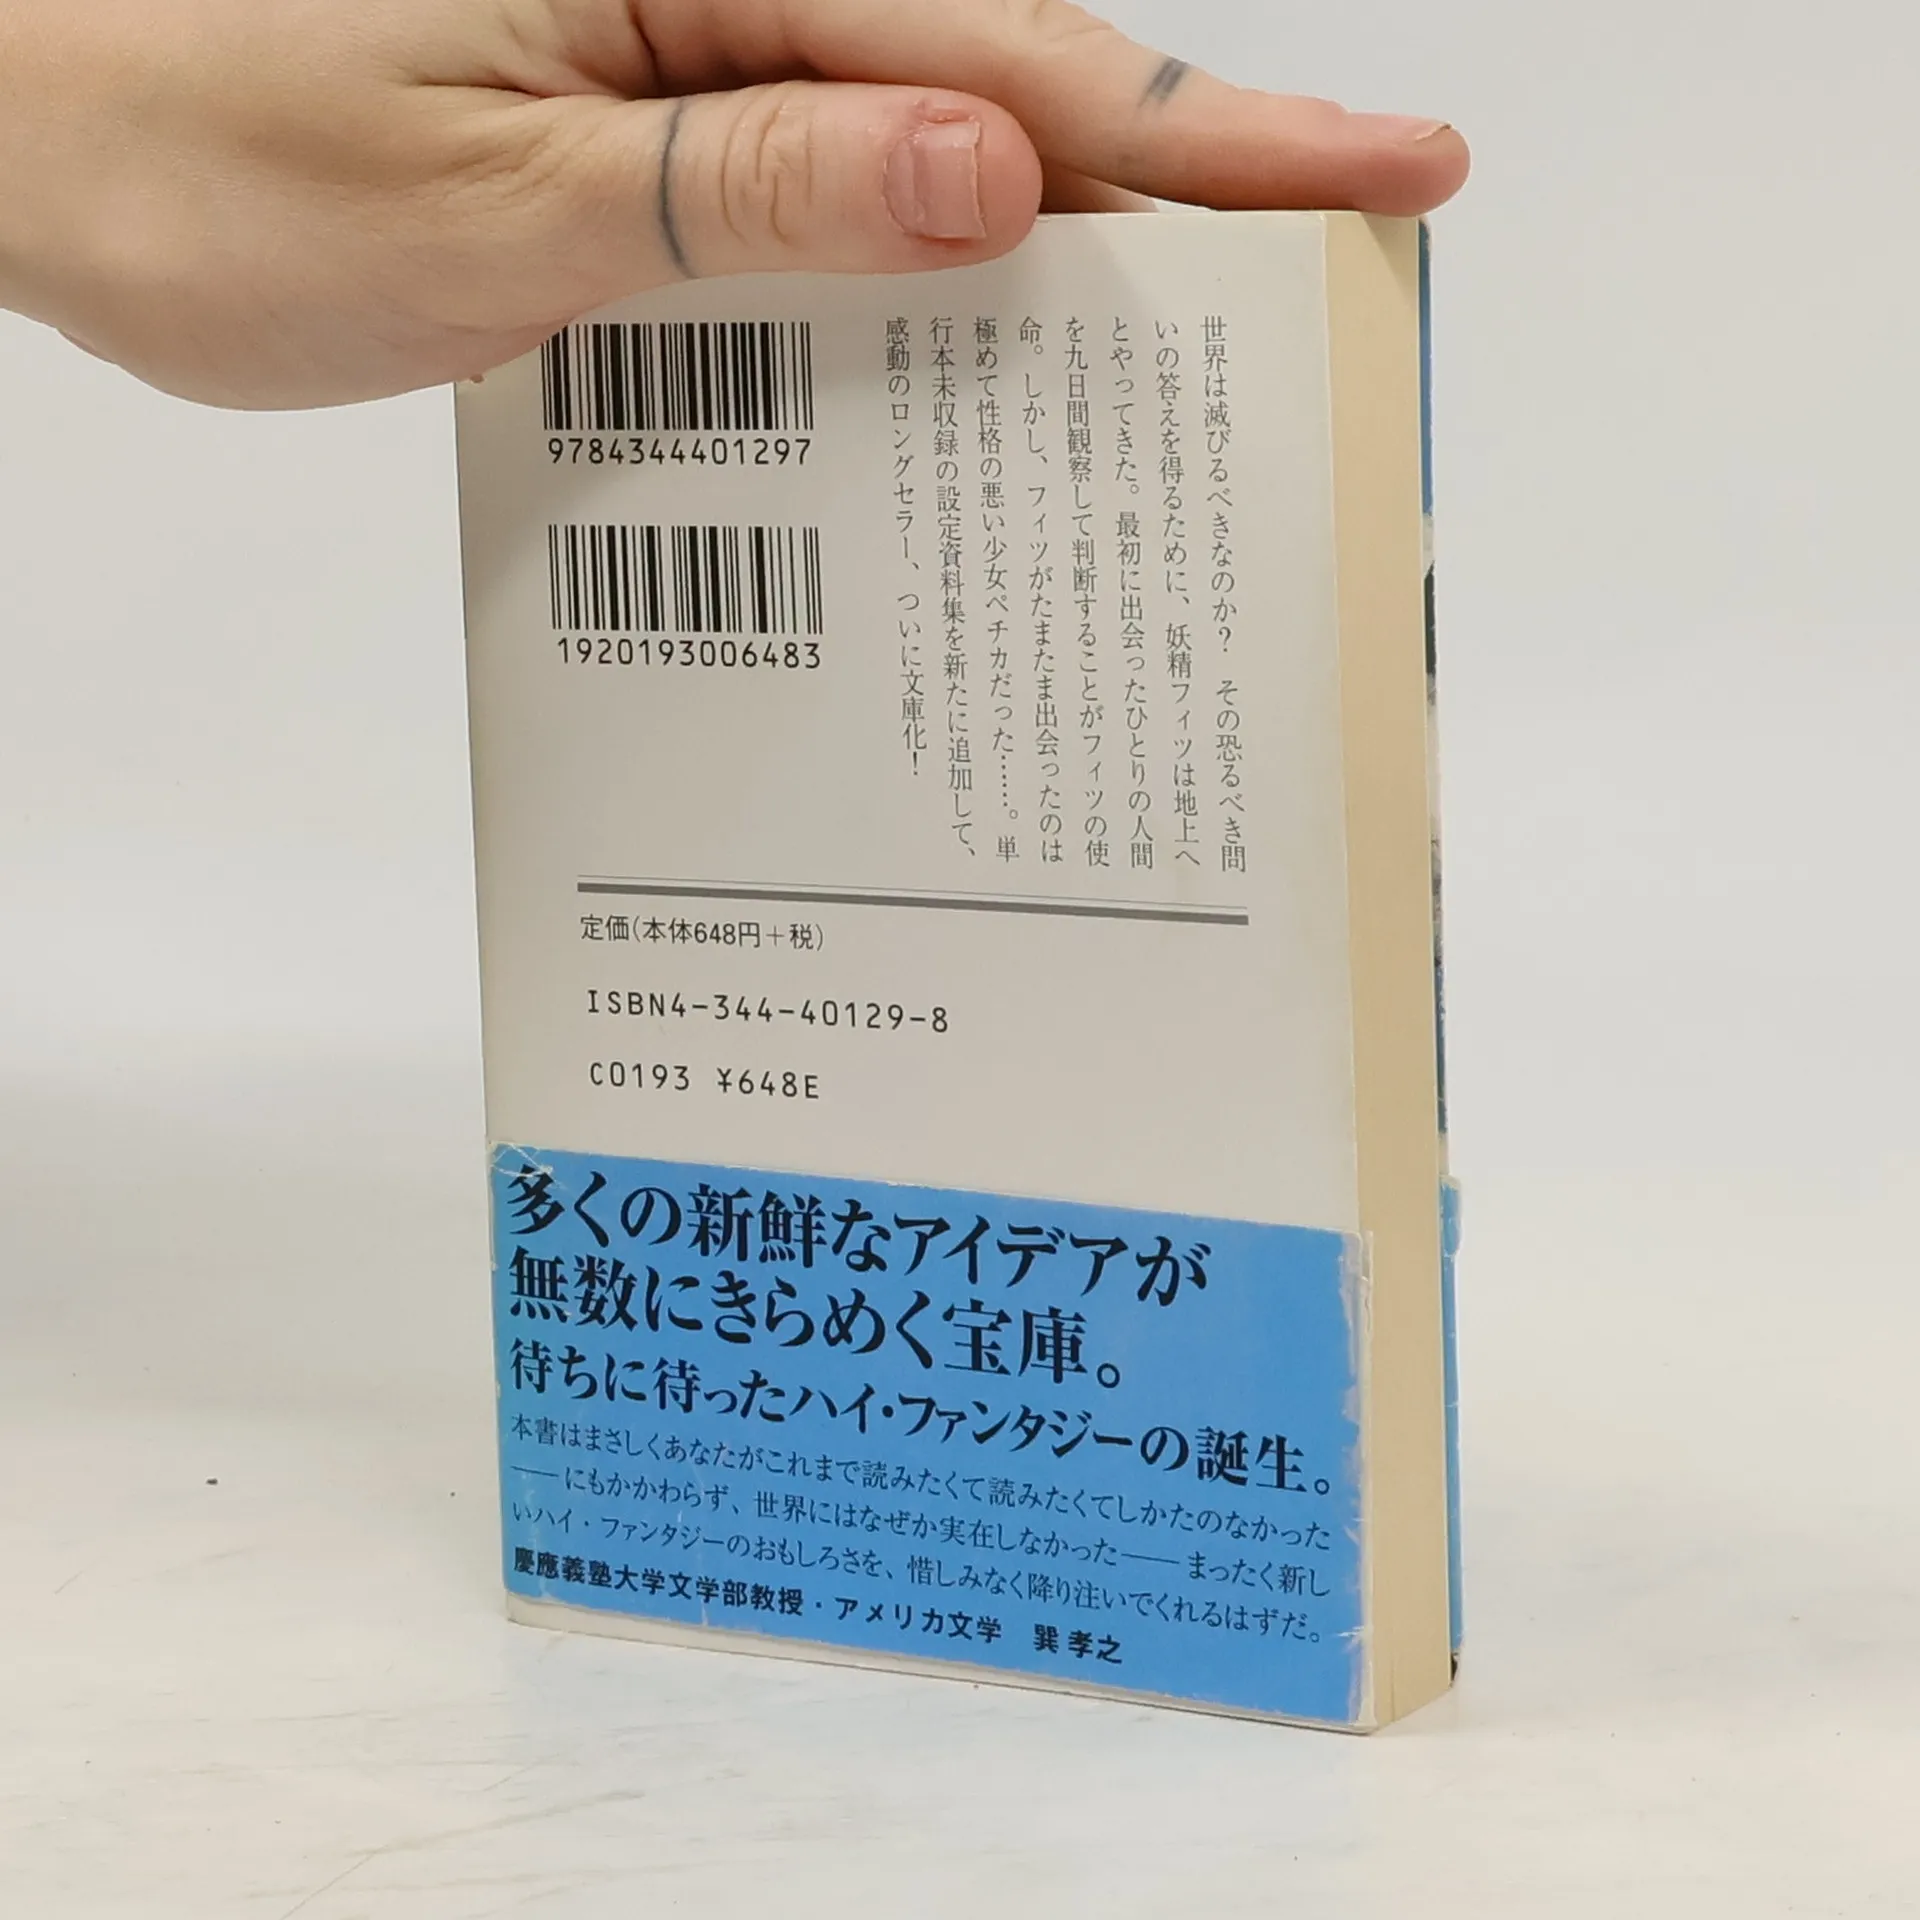 世界は滅びるべきなのか？　その恐るべき問
いの答えを得るために、妖精フィツは地上へ
とやってきた。最初に出会ったひとりの人間
を九日間観察して判断することがフィツの使
命。しかし、フィツがたまたま出会ったのは
極めて性格の悪い少女ペチカだった……。単
行本未収録の設定資料集を新たに追加して、
感動のロングセラー、ついに文庫化！
9784344401297
1920193006483
定価(本体648円＋税)
ISBN4-344-40129-8
C0193 ¥648E
多くの新鮮なアイデアが
無数にきらめく宝庫。
待ちに待ったハイ・ファンタジーの誕生。
本書はまさしくあなたがこれまで読みたくて読みたくてしかたのなかった
——にもかかわらず、世界にはなぜか実在しなかった——まったく新し
いハイ・ファンタジーのおもしろさを、惜しみなく降り注いでくれるはずだ。
慶應義塾大学文学部教授・アメリカ文学　巽 孝之